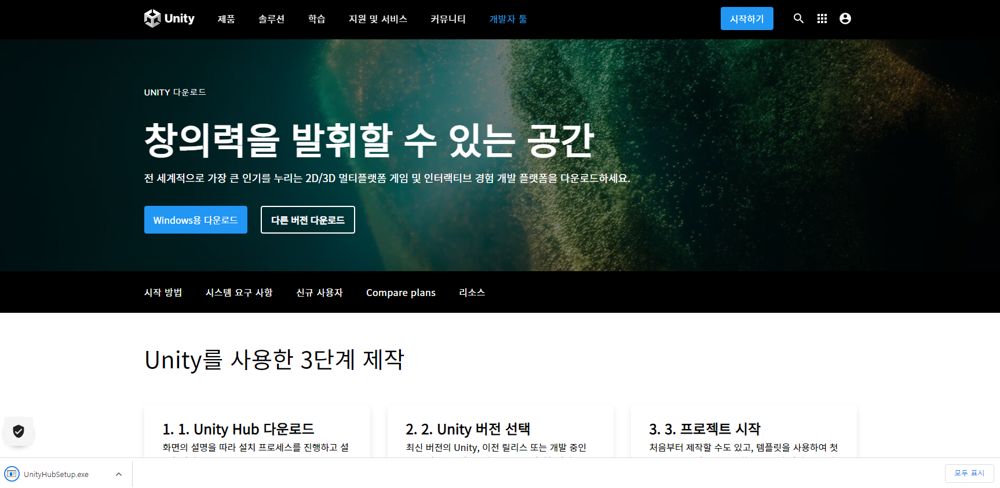 Unity
제품 솔루션 학습 지원 및 서비스 커뮤니티 개발자 툴 시작하기
UNITY 다운로드
창의력을 발휘할 수 있는 공간
전 세계적으로 가장 큰 인기를 누리는 2D/3D 멀티플랫폼 게임 및 인터랙티브 경험 개발 플랫폼을 다운로드하세요.
Windows용 다운로드 다른 버전 다운로드
시작 방법 시스템 요구 사항 신규 사용자 Compare plans 리소스
Unity를 사용한 3단계 제작
1. 1. Unity Hub 다운로드
화면의 설명을 따라 설치 프로세스를 진행하고 설
2. 2. Unity 버전 선택
최신 버전의 Unity, 이전 릴리스 또는 개발 중인
3. 3. 프로젝트 시작
처음부터 제작할 수도 있고, 템플릿을 사용하여 첫
UnityHubSetup.exe
모두 표시